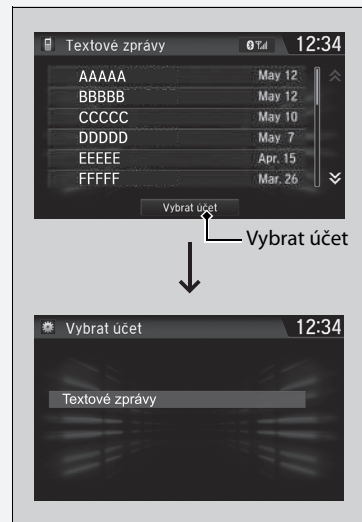 Textové zprávy 12:34
AAAAA May 12
BBBBB May 12
CCCCC May 10
DDDDD May 7
EEEEE Apr. 15
FFFFF Mar. 26
Vybrat účet
Vybrat účet
Vybrat účet 12:34
Textové zprávy